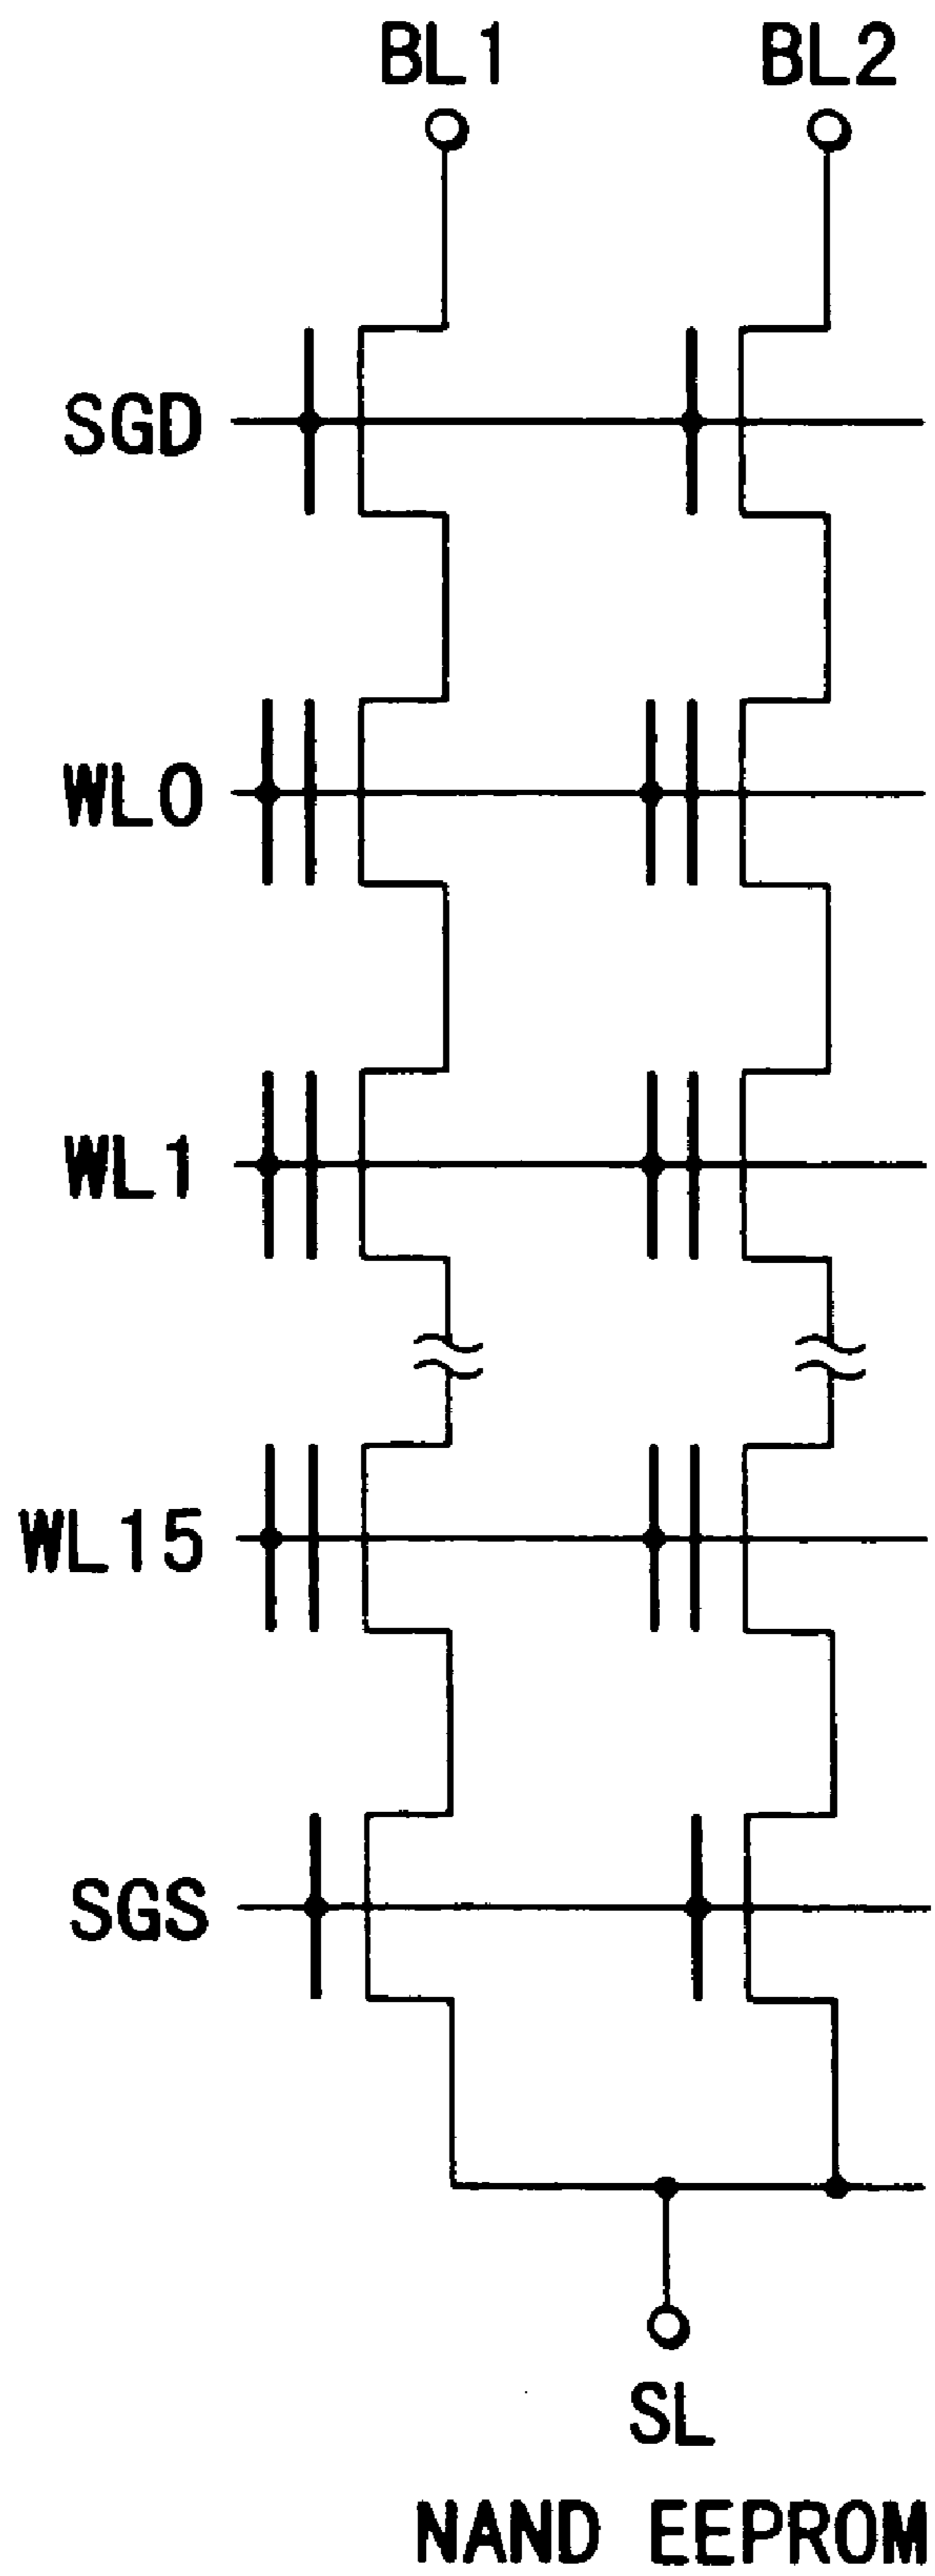 BL1 BL2
SGD
WL0
WL1
WL15
SGS
SL
NAND EEPROM